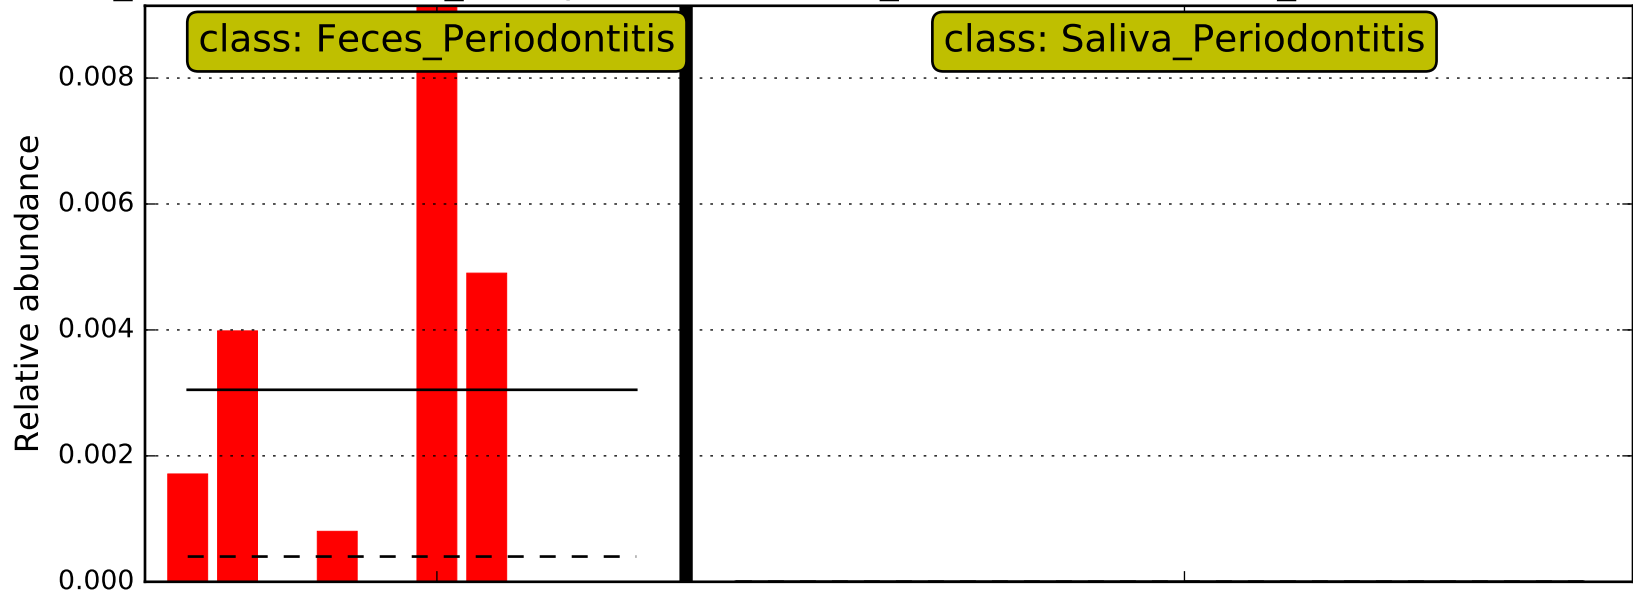 class: Feces_Periodontitis
class: Saliva_Periodontitis
0.008
0.006
0.004
0.002
0.000
Relative abundance